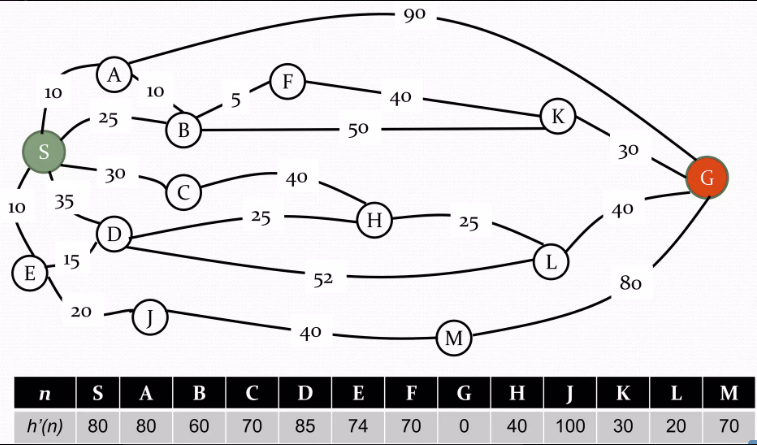 90
A
10
10
F
5
40
25
B
50
K
S
30
30
C
40
G
10
35
25
H
25
40
D
15
L
E
52
80
20
J
40
M
n S A B C D E F G H J K L M
h’(n) 80 80 60 70 85 74 70 0 40 100 30 20 70